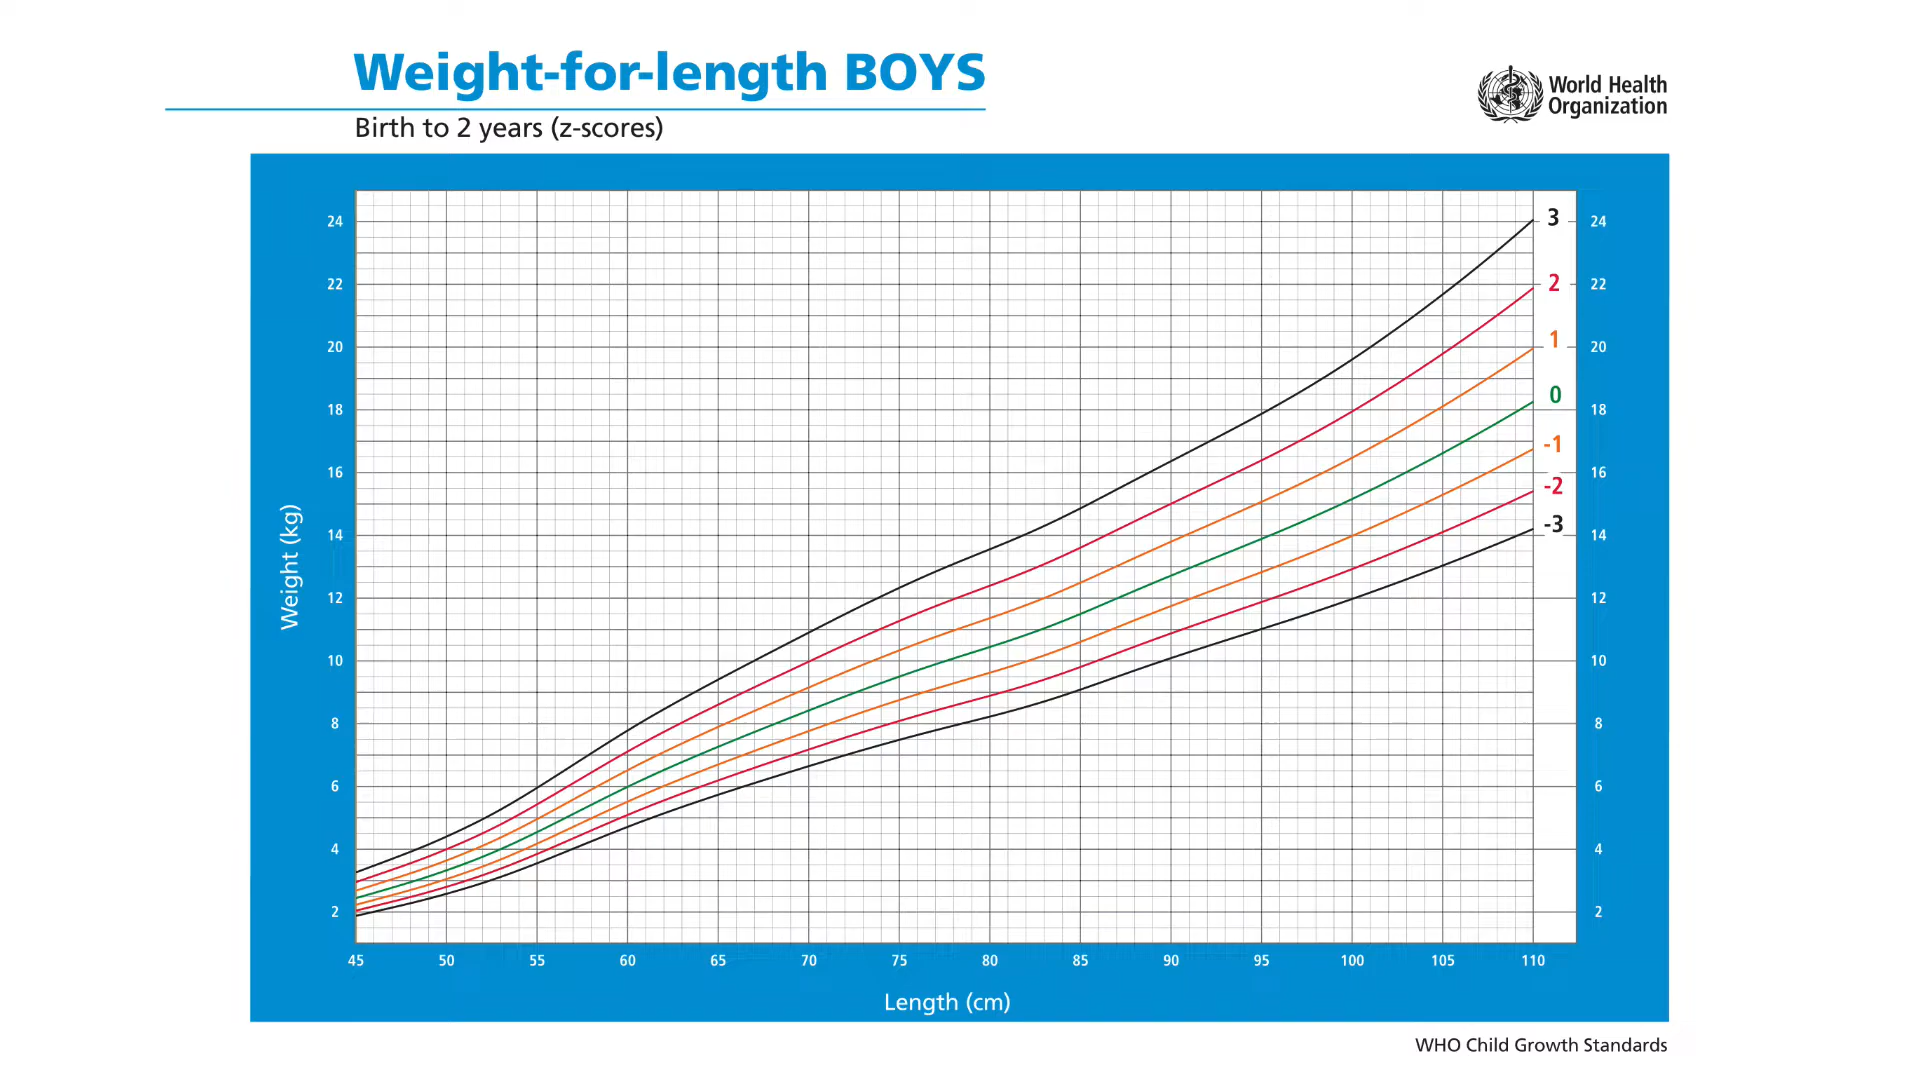 Weight-for-length BOYS
World Health
Organization
Birth to 2 years (z-scores)
24 3 24
22 2 22
20 1 20
18 0 18
-1
16 16
-2
14 -3 14
12 12
10 10
8 8
6 6
4 4
2 2
Weight (kg)
45 50 55 60 65 70 75 80 85 90 95 100 105 110
Length (cm)
WHO Child Growth Standards